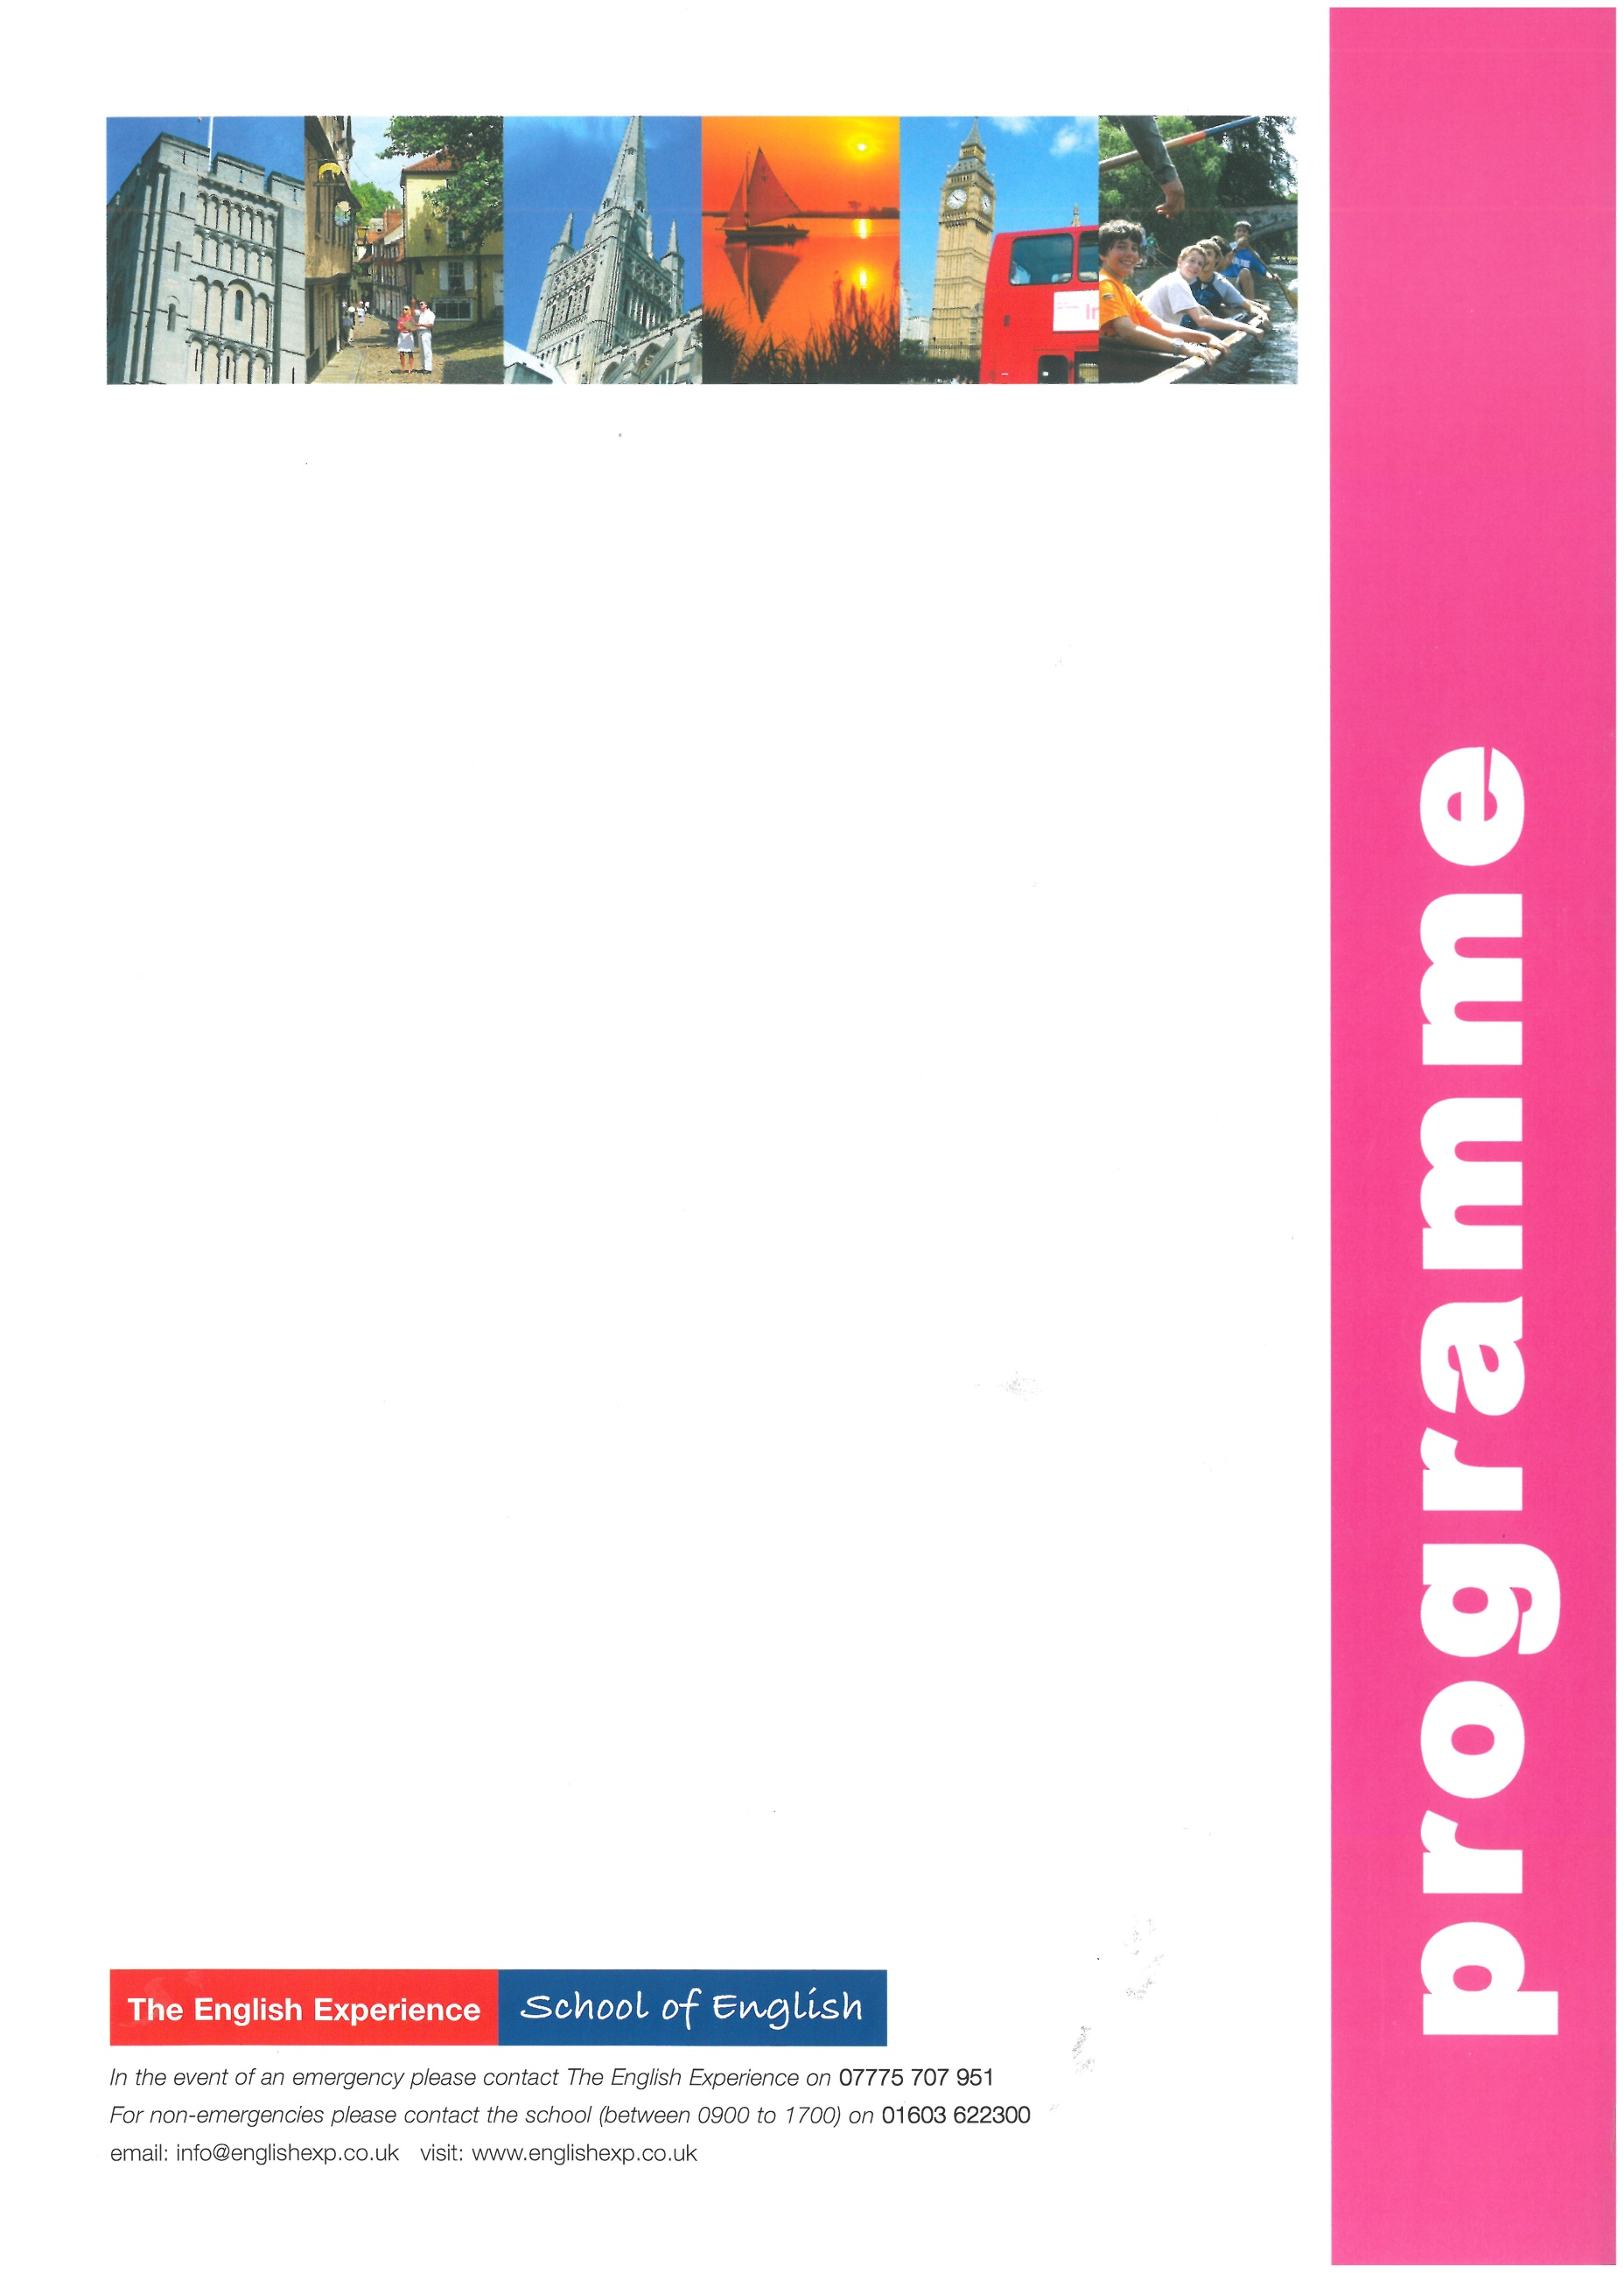 In
programme
The English Experience School of English
In the event of an emergency please contact The English Experience on 07775 707 951
For non-emergencies please contact the school (between 0900 to 1700) on 01603 622300
email: info@englishexp.co.uk visit: www.englishexp.co.uk